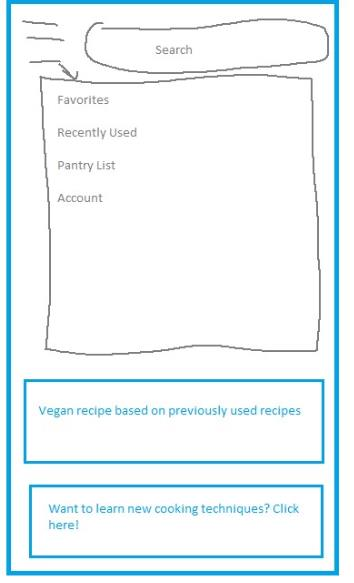 Search
Favorites
Recently Used
Pantry List
Account
Vegan recipe based on previously used recipes
Want to learn new cooking techniques? Click
here!